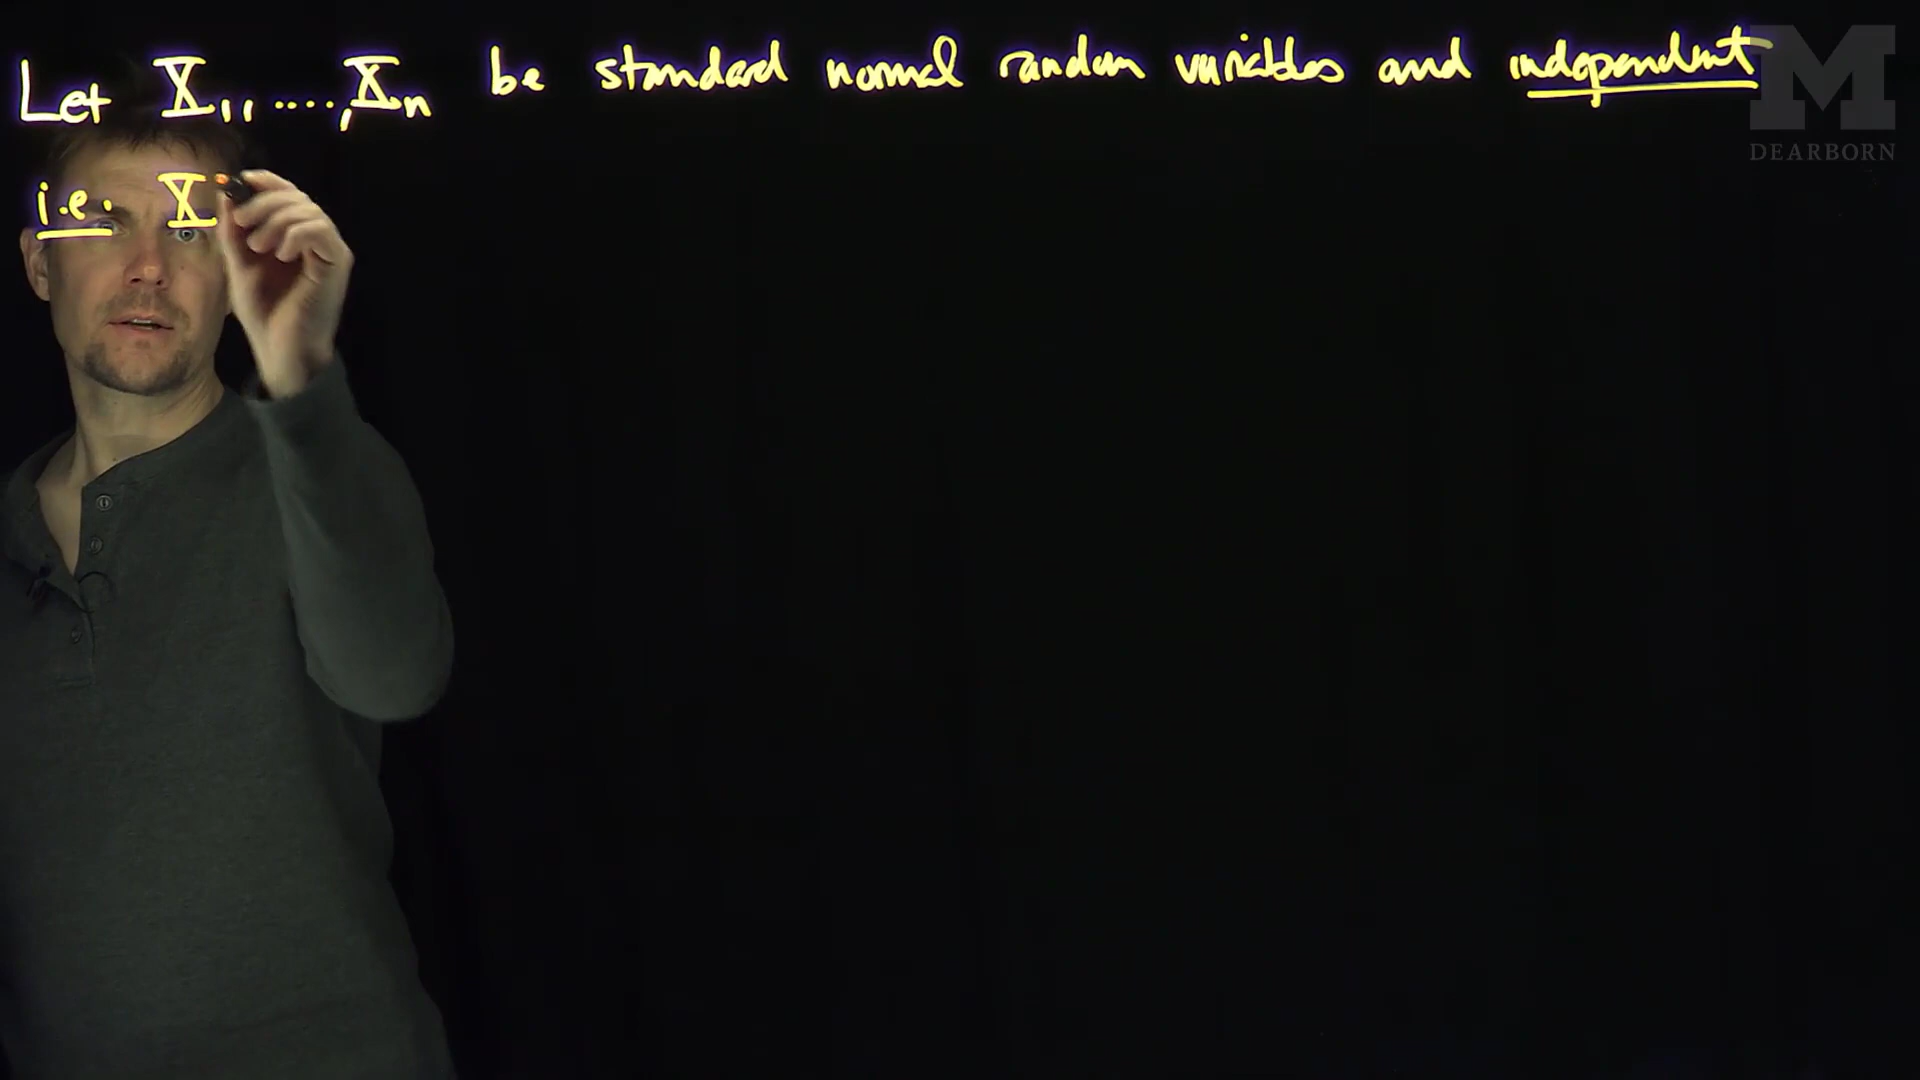 Let X₁, ...., Xₙ be standard normal random variables and independent
i.e. X
M
DEARBORN